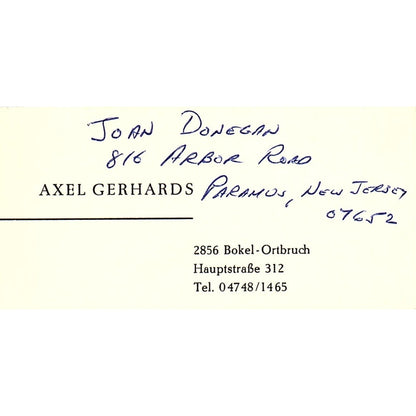 Joan Donegan
816 Arbor Road
AXEL GERHARDS Paramus, New Jersey
07652
2856 Bokel-Ortbruch
Hauptstraße 312
Tel. 04748/1465